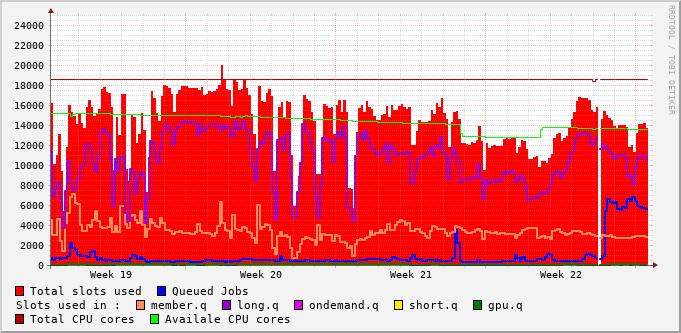 24000
22000
20000
18000
16000
14000
12000
10000
8000
6000
4000
2000
0
Week 19 Week 20 Week 21 Week 22
Total slots used Queued Jobs
Slots used in : member.q long.q ondemand.q short.q gpu.q
Total CPU cores Availale CPU cores
RRDTOOL / TOBI OETIKER